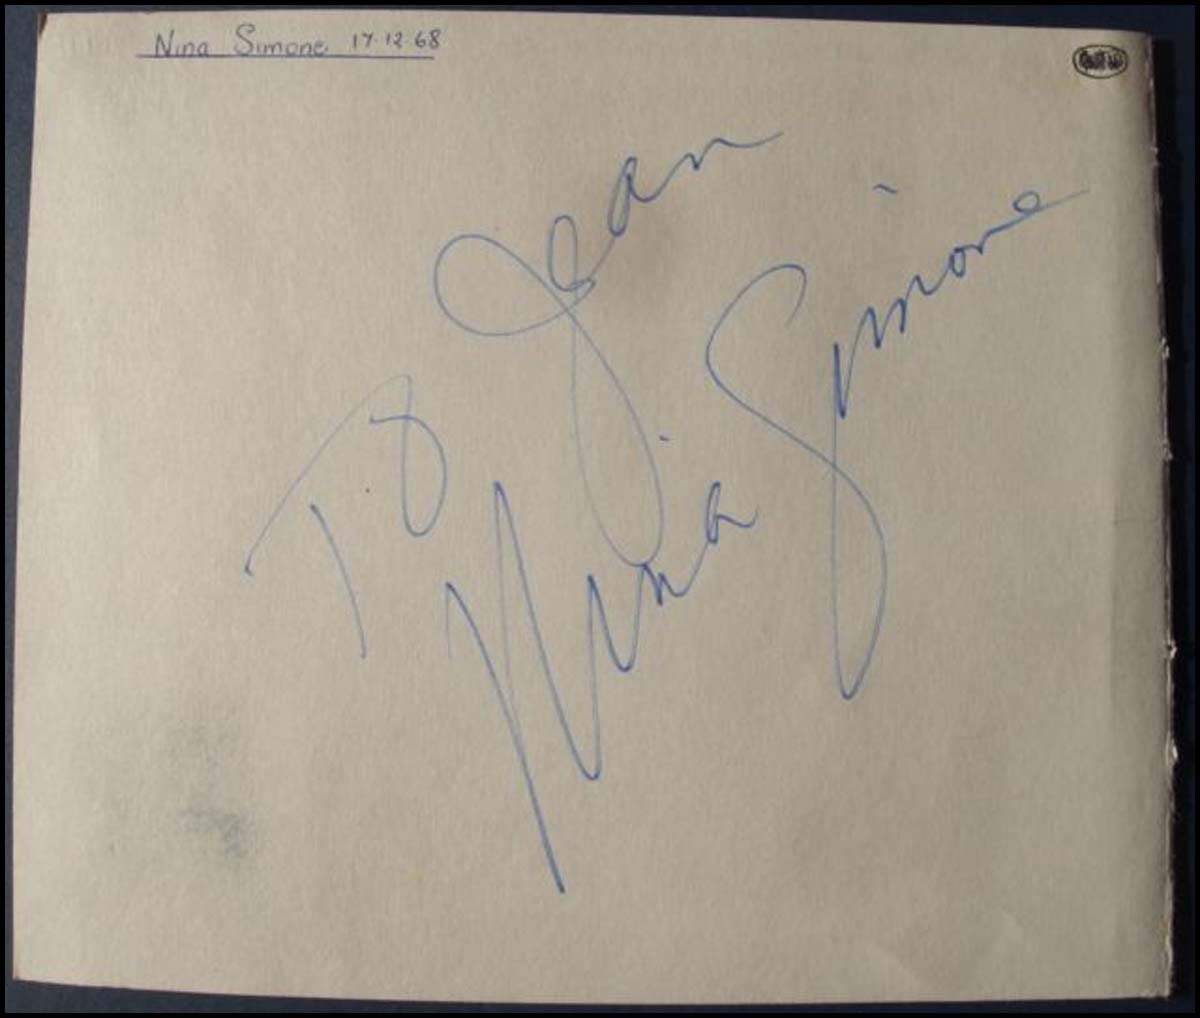 Nina Simone 17.12.68
To Jean
Nina Simone